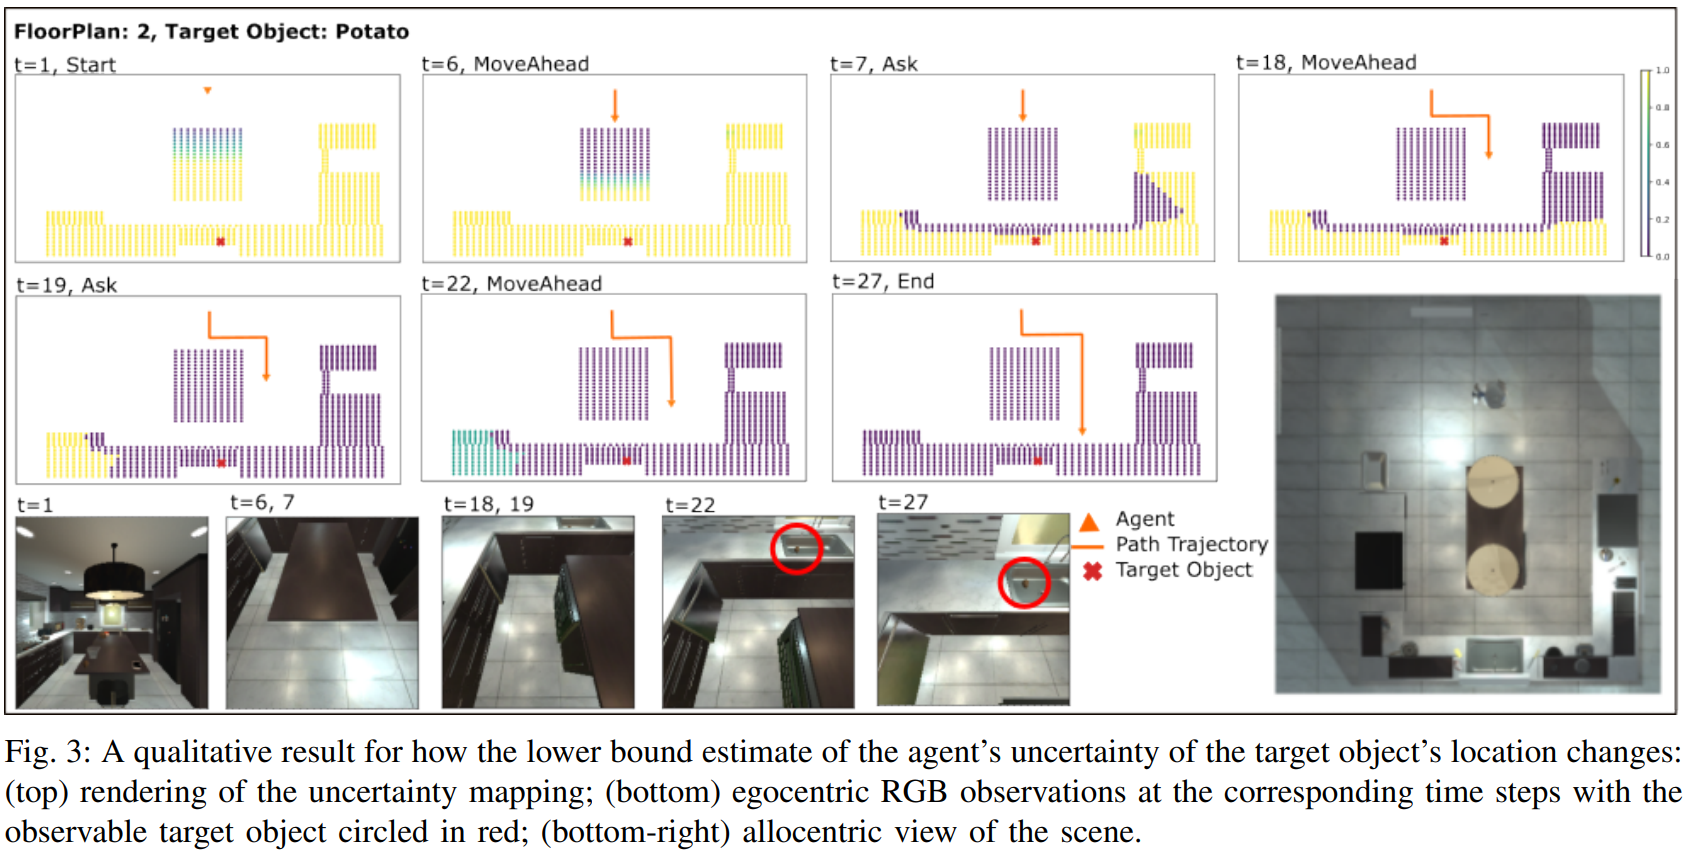 FloorPlan: 2, Target Object: Potato
t=1, Start
t=6, MoveAhead
t=7, Ask
t=18, MoveAhead
1.0
0.8
0.6
0.4
0.2
0.0
t=19, Ask
t=22, MoveAhead
t=27, End
t=1
t=6, 7
t=18, 19
t=22
t=27
Agent
Path Trajectory
Target Object
Fig. 3: A qualitative result for how the lower bound estimate of the agent's uncertainty of the target object's location changes:
(top) rendering of the uncertainty mapping; (bottom) egocentric RGB observations at the corresponding time steps with the
observable target object circled in red; (bottom-right) allocentric view of the scene.